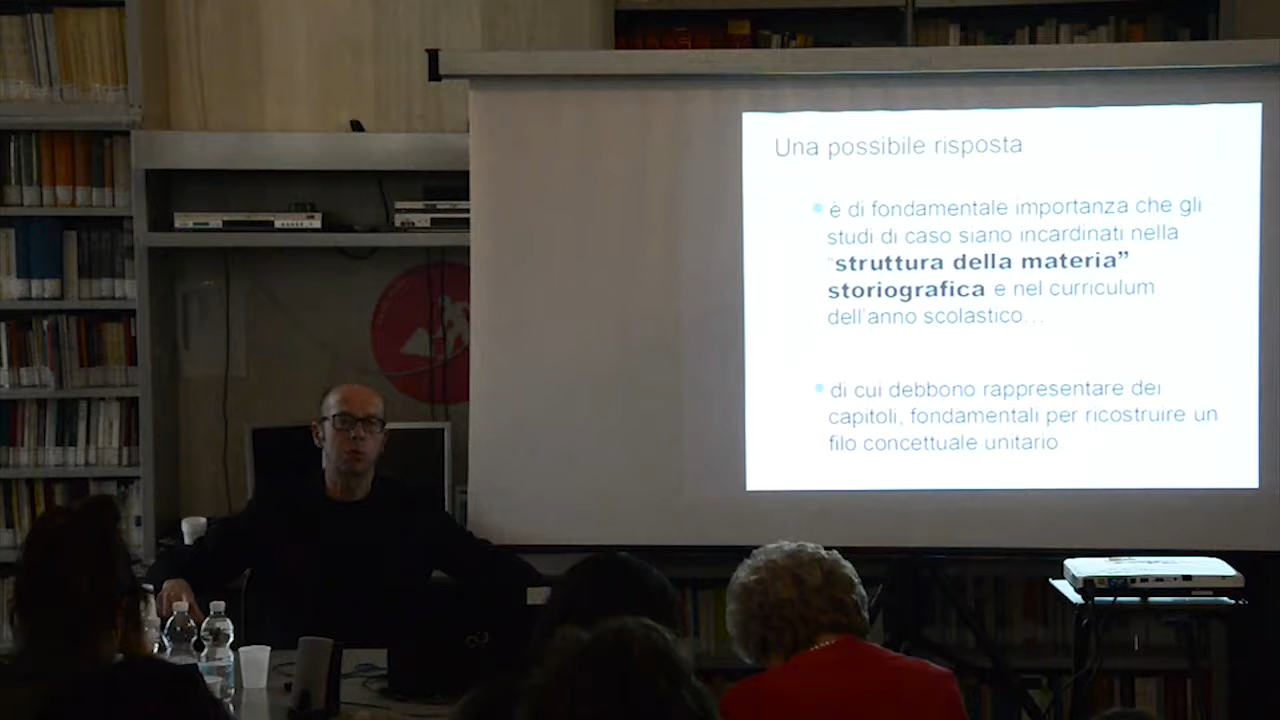 Una possibile risposta
è di fondamentale importanza che gli
studi di caso siano incardinati nella
“struttura della materia”
storiografica e nel curriculum
dell'anno scolastico...
di cui debbono rappresentare dei
capitoli, fondamentali per ricostruire un
filo concettuale unitario